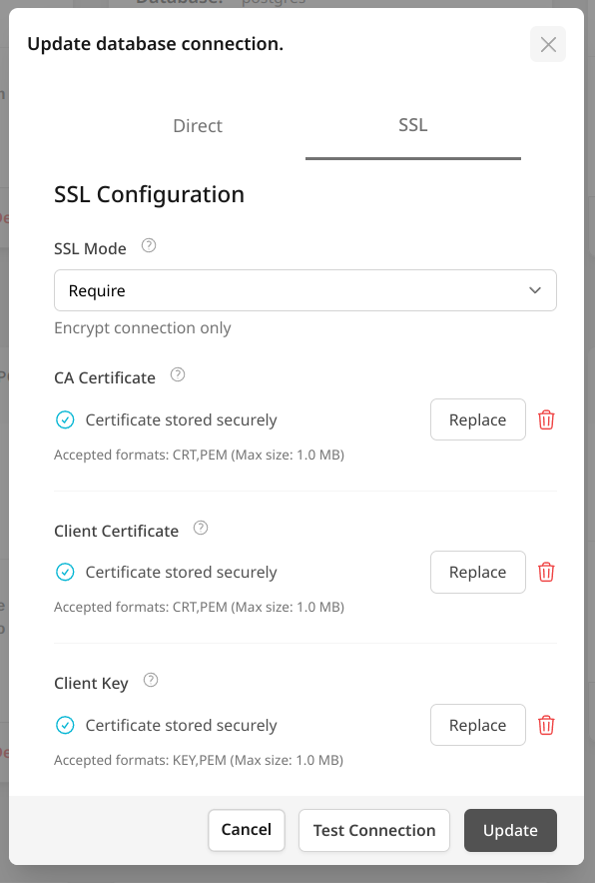 Database: postgres
Update database connection.
Direct
SSL
SSL Configuration
SSL Mode
Require
Encrypt connection only
CA Certificate
Certificate stored securely
Replace
Accepted formats: CRT,PEM (Max size: 1.0 MB)
Client Certificate
Certificate stored securely
Replace
Accepted formats: CRT,PEM (Max size: 1.0 MB)
Client Key
Certificate stored securely
Replace
Accepted formats: KEY,PEM (Max size: 1.0 MB)
Cancel
Test Connection
Update